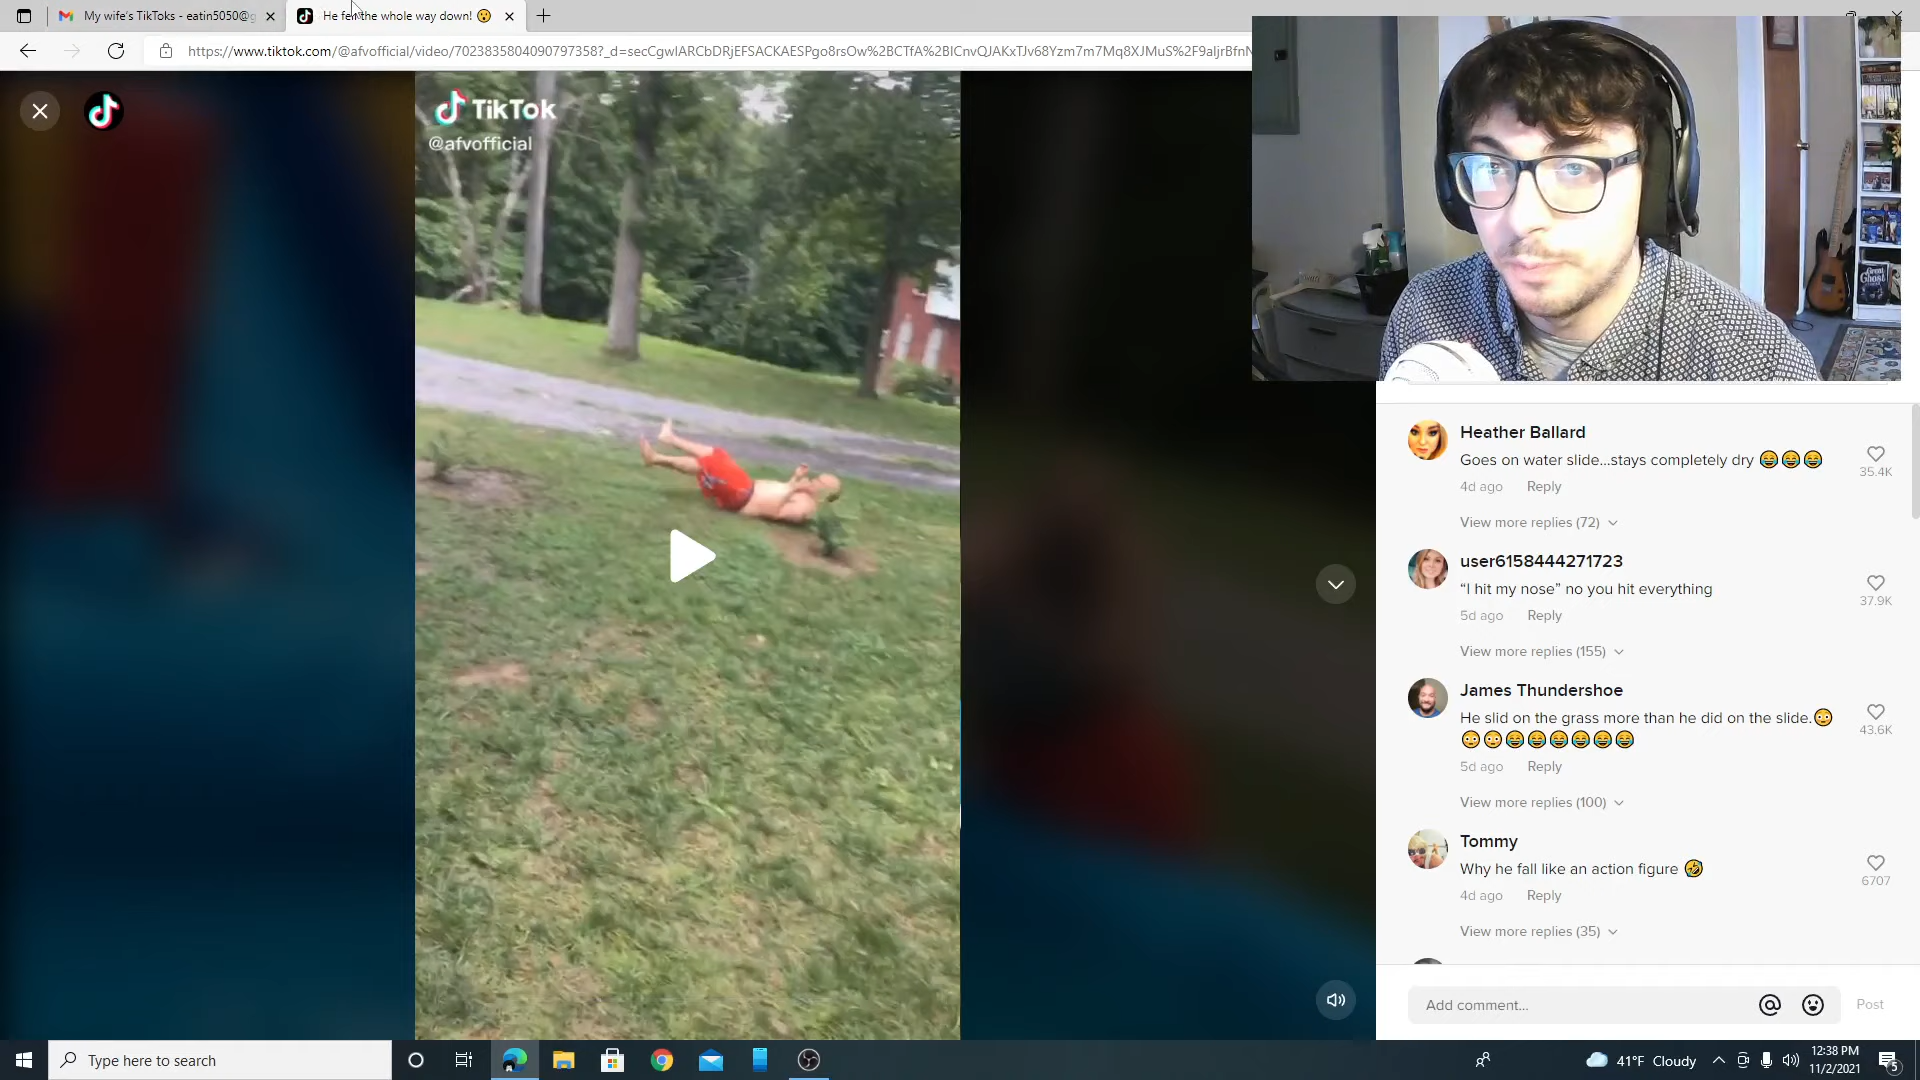 My wife's TikToks - eatin5050@g
He fell the whole way down! 😯
https://www.tiktok.com/@afvofficial/video/7023835804090797358?_d=
TikTok
@afvofficial
Heather Ballard
Goes on water slide...stays completely dry 😂😂😂
35.4K
4d ago Reply
View more replies (72)
user6158444271723
“I hit my nose” no you hit everything
37.9K
5d ago Reply
View more replies (155)
James Thundershoe
He slid on the grass more than he did on the slide.😳
😳😳😂😂😂😂😂😂
43.6K
5d ago Reply
View more replies (100)
Tommy
Why he fall like an action figure 🤣
6707
4d ago Reply
View more replies (35)
Add comment...
Post
Type here to search
41°F Cloudy
12:38 PM
11/2/2021
5